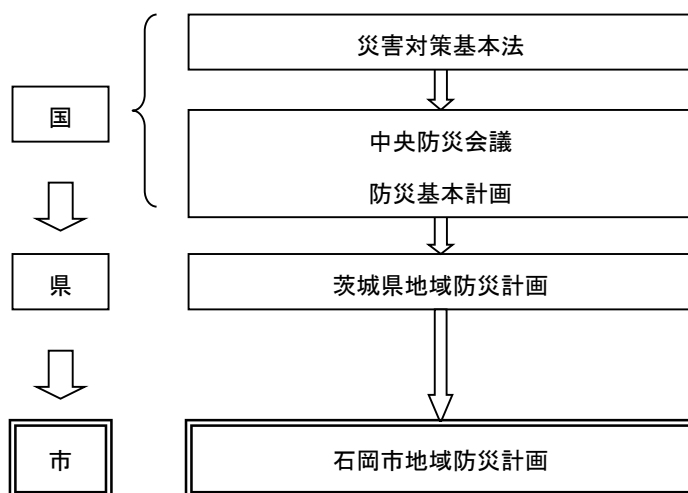 災害対策基本法
国
中央防災会議
防災基本計画
県
茨城県地域防災計画
市
石岡市地域防災計画